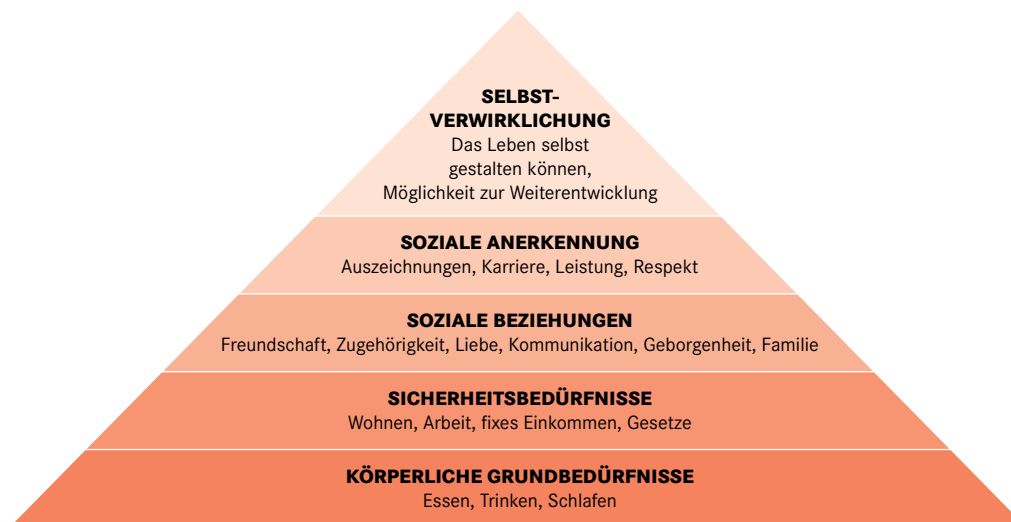 SELBST-
VERWIRKLICHUNG
Das Leben selbst
gestalten können,
Möglichkeit zur Weiterentwicklung
SOZIALE ANERKENNUNG
Auszeichnungen, Karriere, Leistung, Respekt
SOZIALE BEZIEHUNGEN
Freundschaft, Zugehörigkeit, Liebe, Kommunikation, Geborgenheit, Familie
SICHERHEITSBEDÜRFNISSE
Wohnen, Arbeit, fixes Einkommen, Gesetze
KÖRPERLICHE GRUNDBEDÜRFNISSE
Essen, Trinken, Schlafen